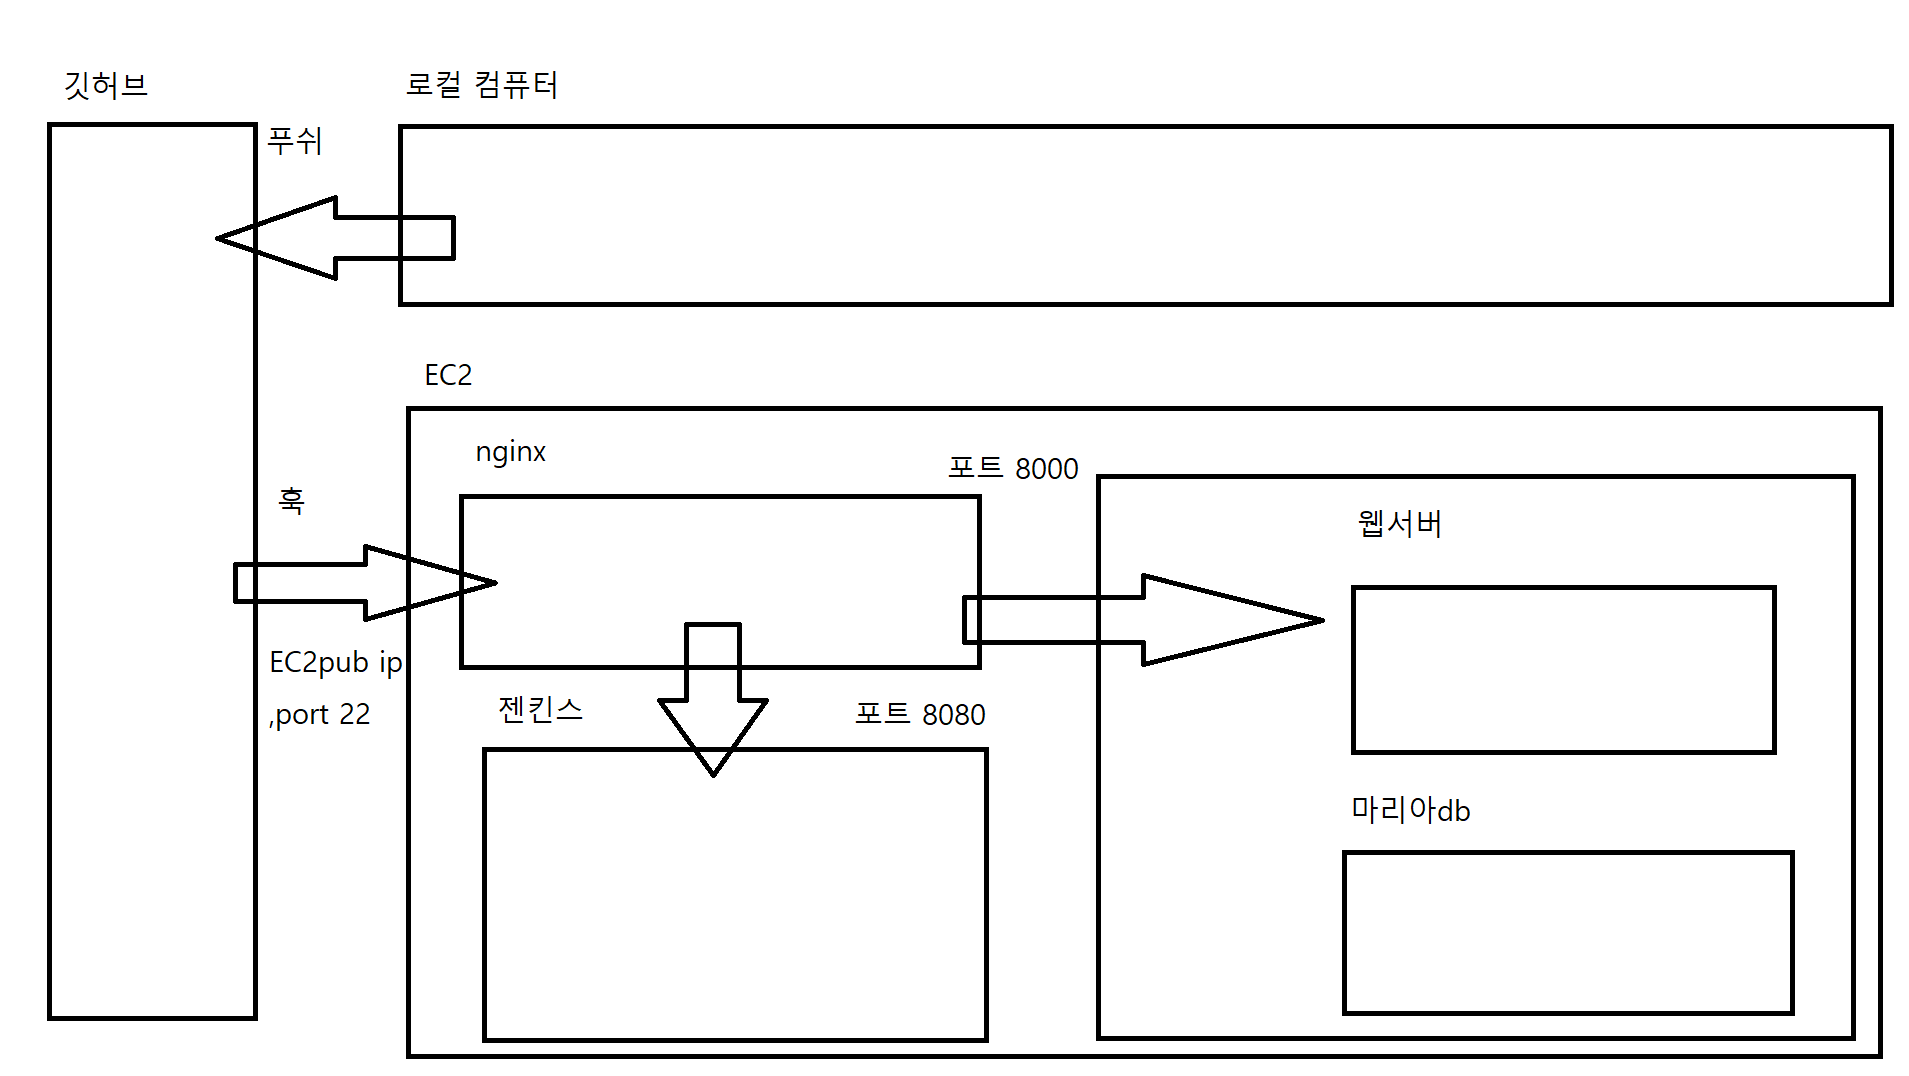 깃허브
로컬 컴퓨터
푸쉬
EC2
nginx
포트 8000
훅
웹서버
EC2pub ip
,port 22
젠킨스
포트 8080
마리아db